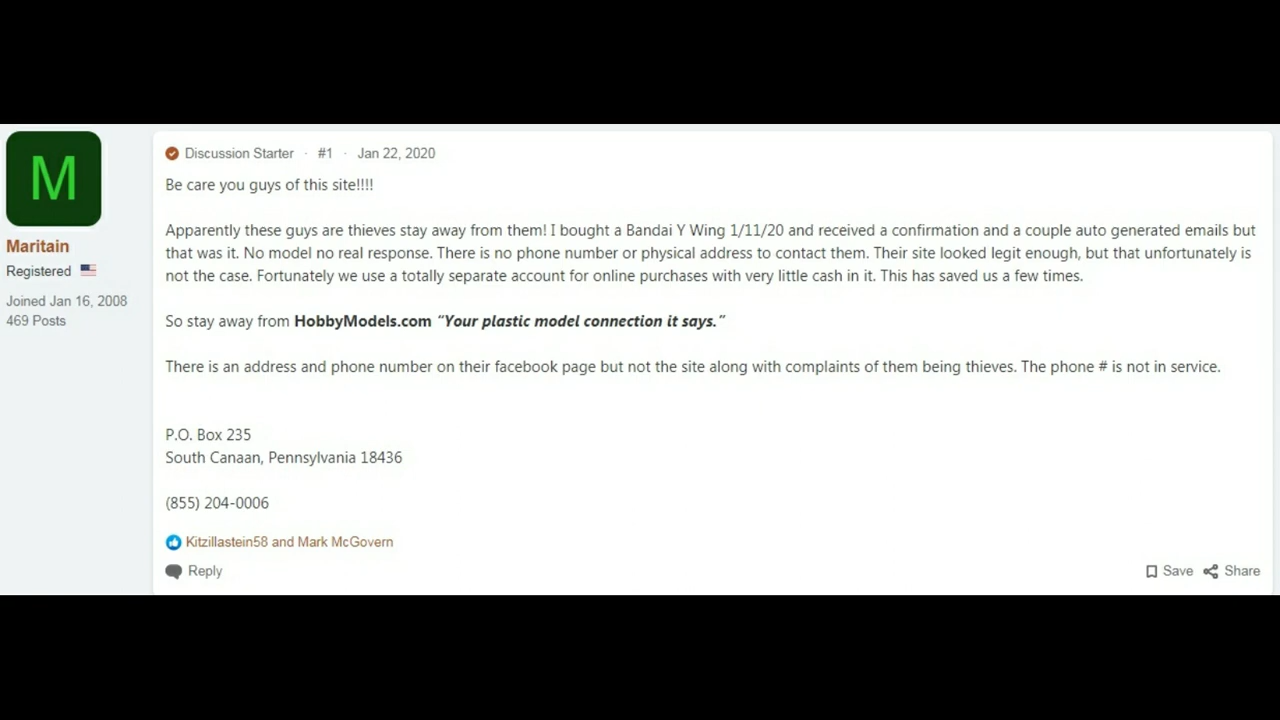 M
Maritain
Registered
Joined Jan 16, 2008
469 Posts
Discussion Starter · #1 · Jan 22, 2020
Be care you guys of this site!!!!
Apparently these guys are thieves stay away from them! I bought a Bandai Y Wing 1/11/20 and received a confirmation and a couple auto generated emails but
that was it. No model no real response. There is no phone number or physical address to contact them. Their site looked legit enough, but that unfortunately is
not the case. Fortunately we use a totally separate account for online purchases with very little cash in it. This has saved us a few times.
So stay away from HobbyModels.com “Your plastic model connection it says.”
There is an address and phone number on their facebook page but not the site along with complaints of them being thieves. The phone # is not in service.
P.O. Box 235
South Canaan, Pennsylvania 18436
(855) 204-0006
Kitzillastein58 and Mark McGovern
Reply
Save Share